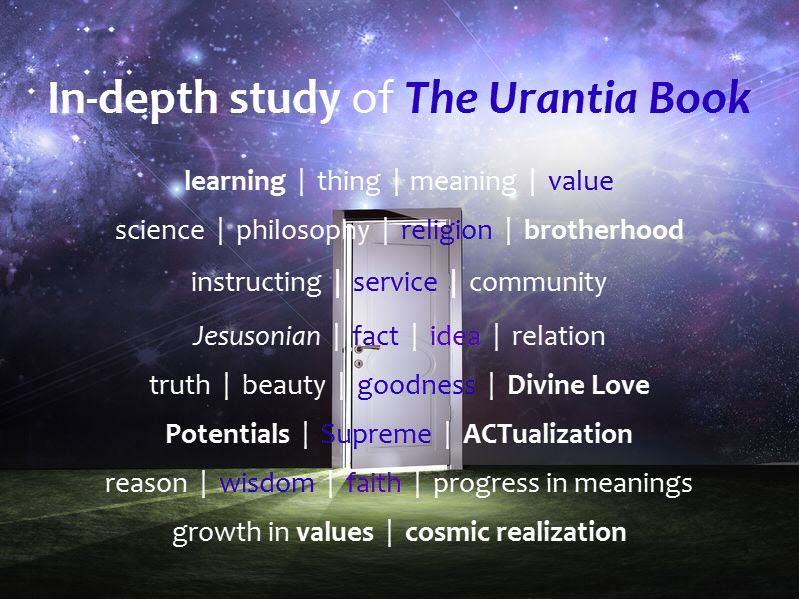 In-depth study of The Urantia Book
learning | thing | meaning | value
science | philosophy | religion | brotherhood
instructing | service | community
Jesusonian | fact | idea | relation
truth | beauty | goodness | Divine Love
Potentials | Supreme | ACTualization
reason | wisdom | faith | progress in meanings
growth in values | cosmic realization